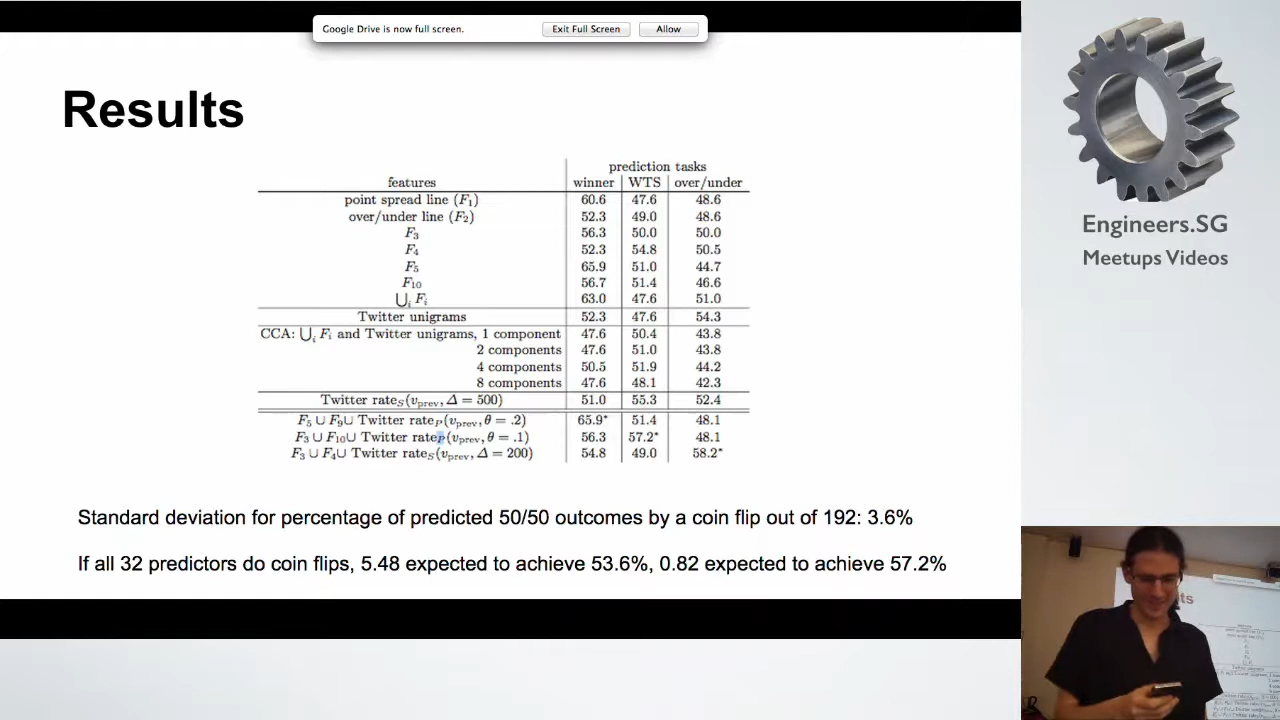 Google Drive is now full screen. Exit Full Screen Allow
Results
prediction tasks
features winner WTS over/under
point spread line (F₁) 60.6 47.6 48.6
over/under line (F₂) 52.3 49.0 48.6
F₃ 56.3 50.0 50.0
F₄ 52.3 54.8 50.5
F₅ 65.9 51.0 44.7
F₁₀ 56.7 51.4 46.6
⋃ᵢ Fᵢ 63.0 47.6 51.0
Twitter unigrams 52.3 47.6 54.3
CCA: ⋃ᵢ Fᵢ and Twitter unigrams, 1 component 47.6 50.4 43.8
2 components 47.6 51.0 43.8
4 components 50.5 51.9 44.2
8 components 47.6 48.1 42.3
Twitter rate_S(v_prev, Δ = 500) 51.0 55.3 52.4
F₅ ∪ F₉∪ Twitter rate_P(v_prev, θ = .2) 65.9* 51.4 48.1
F₃ ∪ F₁₀∪ Twitter rate_P(v_prev, θ = .1) 56.3 57.2* 48.1
F₃ ∪ F₄∪ Twitter rate_S(v_prev, Δ = 200) 54.8 49.0 58.2*
Standard deviation for percentage of predicted 50/50 outcomes by a coin flip out of 192: 3.6%
If all 32 predictors do coin flips, 5.48 expected to achieve 53.6%, 0.82 expected to achieve 57.2%
Engineers.SG
Meetups Videos